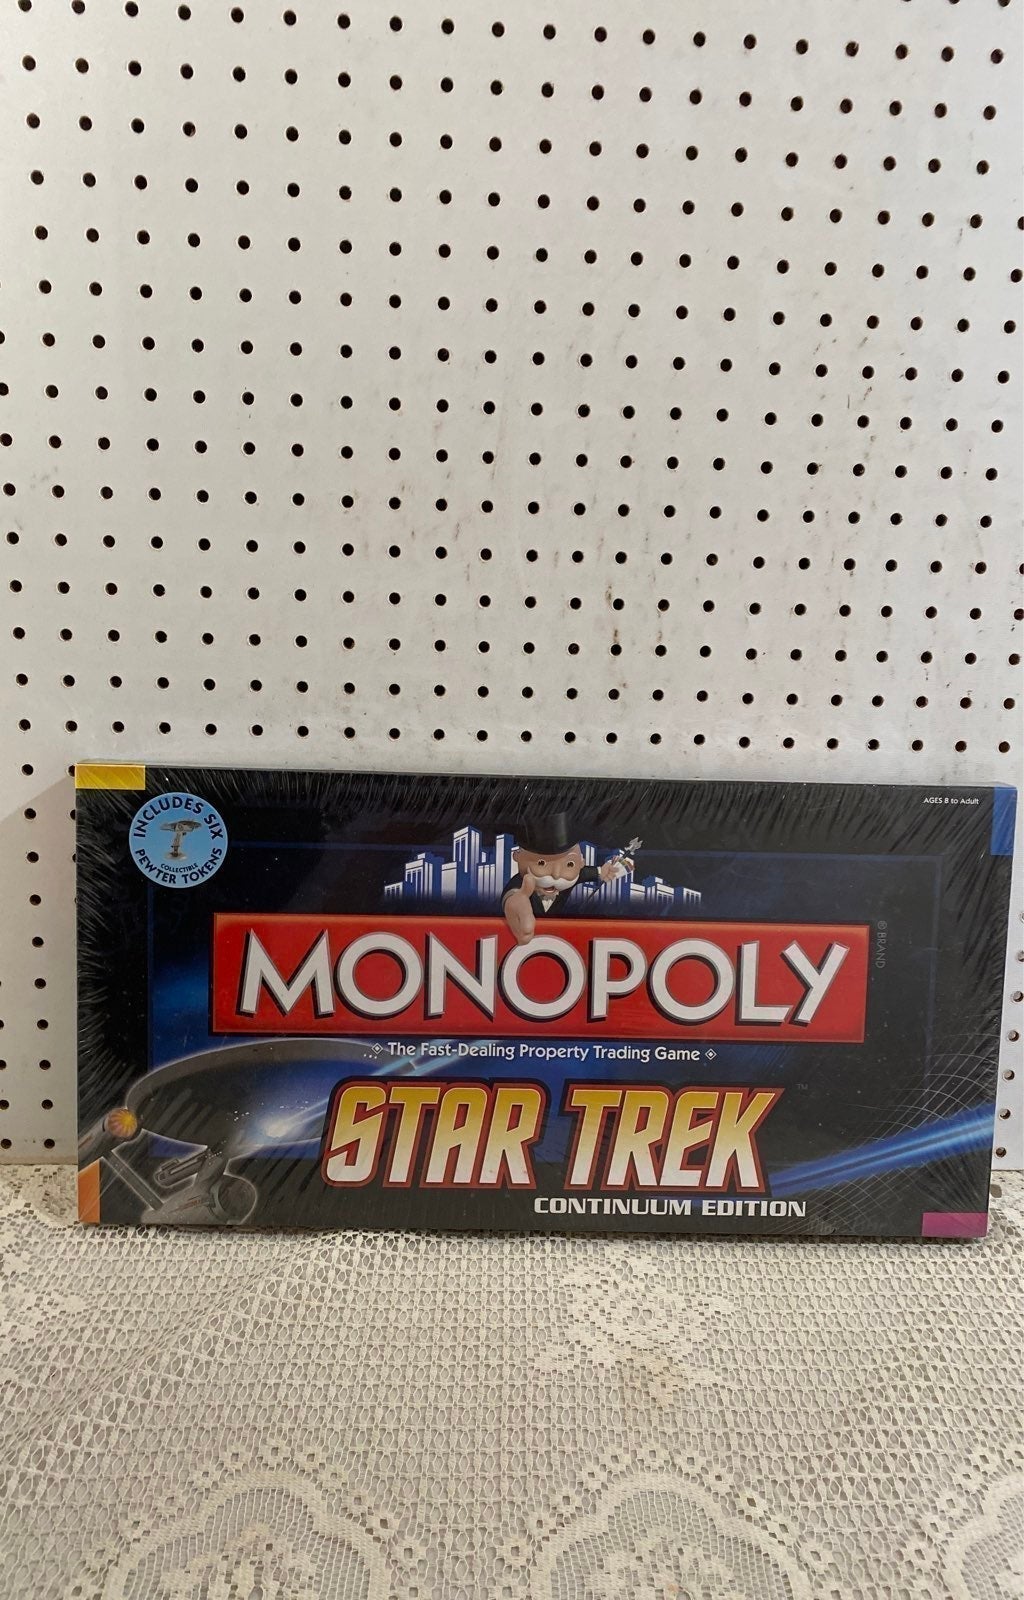 INCLUDES SIX
COLLECTIBLE
PEWTER TOKENS
AGES 8 to Adult
MONOPOLY
® BRAND
The Fast-Dealing Property Trading Game
STAR TREK ™
CONTINUUM EDITION